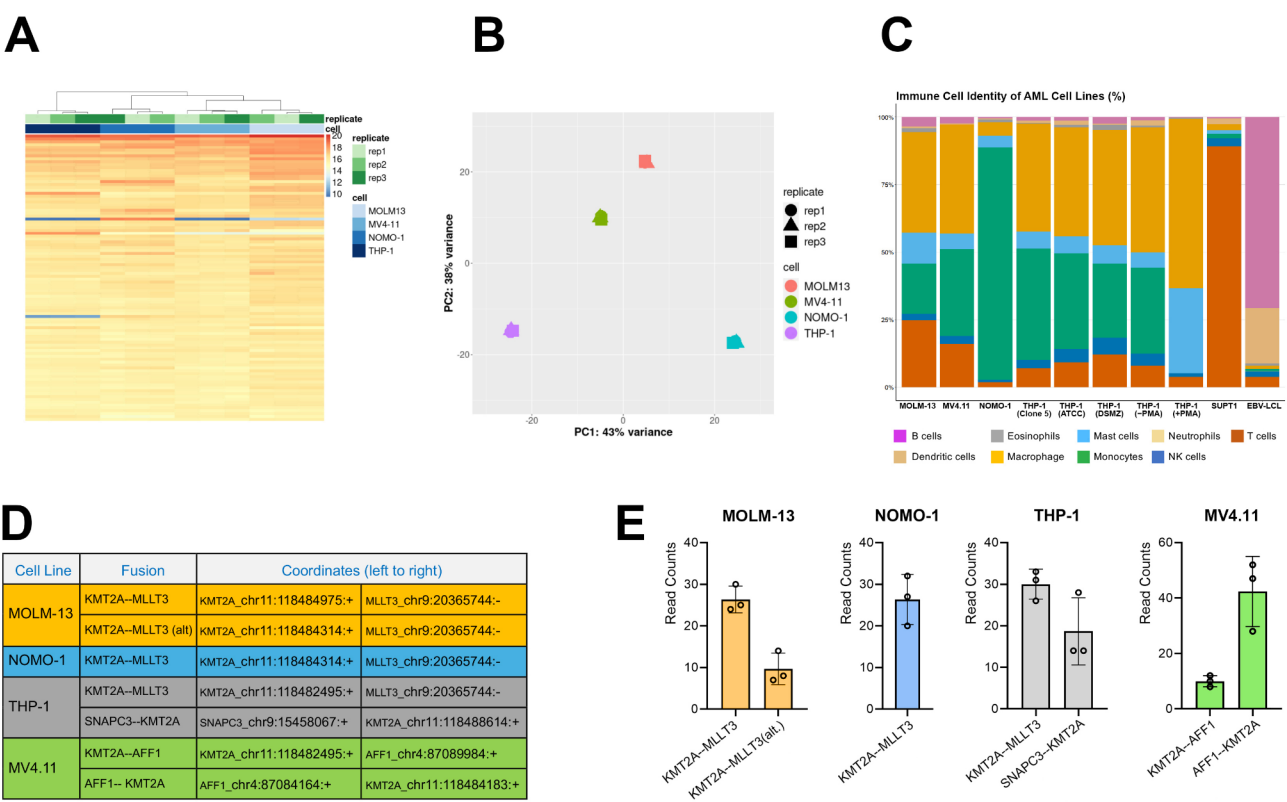 A
replicate
cell
20
18
16
14
12
10
replicate
rep1
rep2
rep3
cell
MOLM13
MV4-11
NOMO-1
THP-1
B
PC2: 38% variance
20
0
-20
-20
0
20
PC1: 43% variance
replicate
rep1
rep2
rep3
cell
MOLM13
MV4-11
NOMO-1
THP-1
C
Immune Cell Identity of AML Cell Lines (%)
100%
75%
50%
25%
0%
MOLM-13
MV4.11
NOMO-1
THP-1
(Clone 5)
THP-1
(ATCC)
THP-1
(DSMZ)
THP-1
(−PMA)
THP-1
(+PMA)
SUPT1
EBV-LCL
B cells
Eosinophils
Mast cells
Neutrophils
T cells
Dendritic cells
Macrophage
Monocytes
NK cells
D
Cell Line Fusion Coordinates (left to right)
MOLM-13
KMT2A--MLLT3 KMT2A_chr11:118484975:+ MLLT3_chr9:20365744:-
KMT2A--MLLT3 (alt) KMT2A_chr11:118484314:+ MLLT3_chr9:20365744:-
NOMO-1 KMT2A--MLLT3 KMT2A_chr11:118484314:+ MLLT3_chr9:20365744:-
THP-1
KMT2A--MLLT3 KMT2A_chr11:118482495:+ MLLT3_chr9:20365744:-
SNAPC3--KMT2A SNAPC3_chr9:15458067:+ KMT2A_chr11:118488614:+
MV4.11
KMT2A--AFF1 KMT2A_chr11:118482495:+ AFF1_chr4:87089984:+
AFF1-- KMT2A AFF1_chr4:87084164:+ KMT2A_chr11:118484183:+
E
MOLM-13
Read Counts
40
30
20
10
0
KMT2A--MLLT3
KMT2A--MLLT3(alt.)
NOMO-1
Read Counts
40
30
20
10
0
KMT2A--MLLT3
THP-1
Read Counts
40
30
20
10
0
KMT2A--MLLT3
SNAPC3--KMT2A
MV4.11
Read Counts
60
40
20
0
KMT2A--AFF1
AFF1--KMT2A